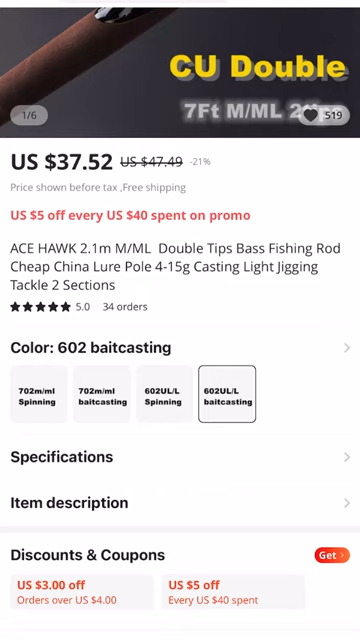 CU Double
7Ft M/ML
1/6
519
US $37.52 US $47.49 -21%
Price shown before tax ,Free shipping
US $5 off every US $40 spent on promo
ACE HAWK 2.1m M/ML Double Tips Bass Fishing Rod
Cheap China Lure Pole 4-15g Casting Light Jigging
Tackle 2 Sections
5.0 34 orders
Color: 602 baitcasting
702m/ml
Spinning
702m/ml
baitcasting
602UL/L
Spinning
602UL/L
baitcasting
Specifications
Item description
Discounts & Coupons
Get
US $3.00 off
Orders over US $4.00
US $5 off
Every US $40 spent